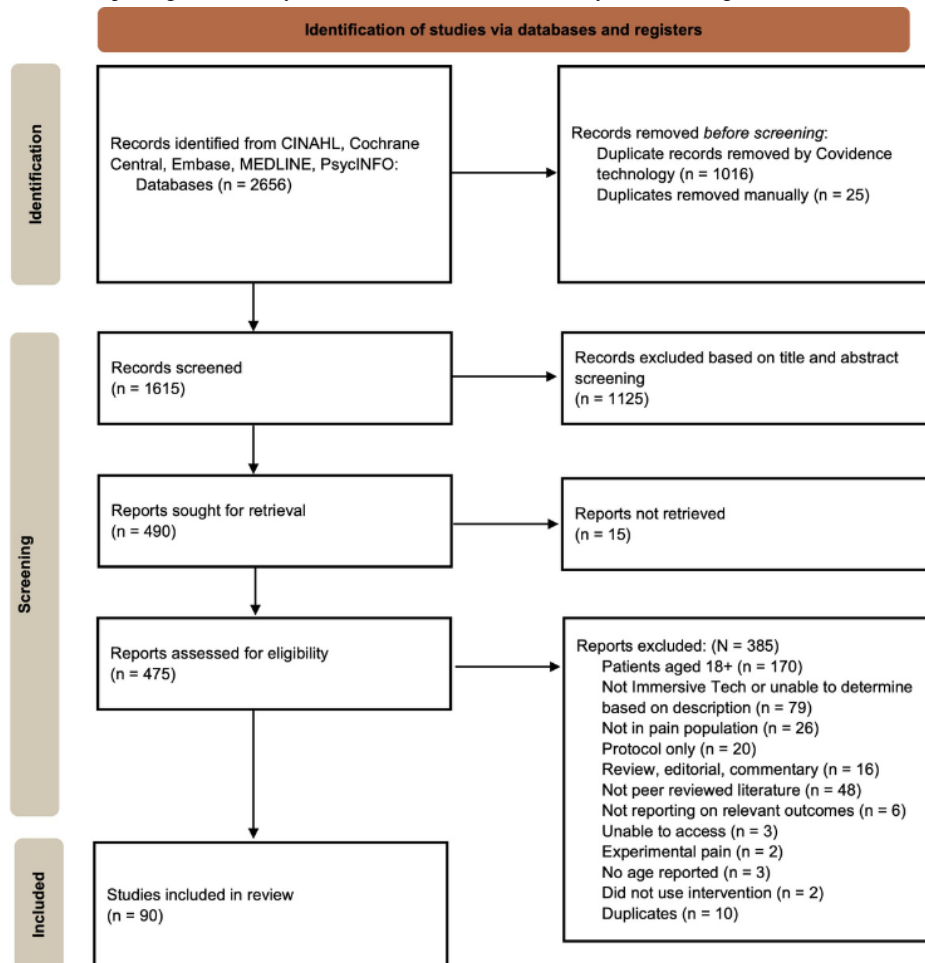 Identification of studies via databases and registers
Identification
Records identified from CINAHL, Cochrane
Central, Embase, MEDLINE, PsycINFO:
Databases (n = 2656)
Records removed before screening:
Duplicate records removed by Covidence
technology (n = 1016)
Duplicates removed manually (n = 25)
Screening
Records screened
(n = 1615)
Records excluded based on title and abstract
screening
(n = 1125)
Reports sought for retrieval
(n = 490)
Reports not retrieved
(n = 15)
Reports assessed for eligibility
(n = 475)
Reports excluded: (N = 385)
Patients aged 18+ (n = 170)
Not Immersive Tech or unable to determine
based on description (n = 79)
Not in pain population (n = 26)
Protocol only (n = 20)
Review, editorial, commentary (n = 16)
Not peer reviewed literature (n = 48)
Not reporting on relevant outcomes (n = 6)
Unable to access (n = 3)
Experimental pain (n = 2)
No age reported (n = 3)
Did not use intervention (n = 2)
Duplicates (n = 10)
Included
Studies included in review
(n = 90)